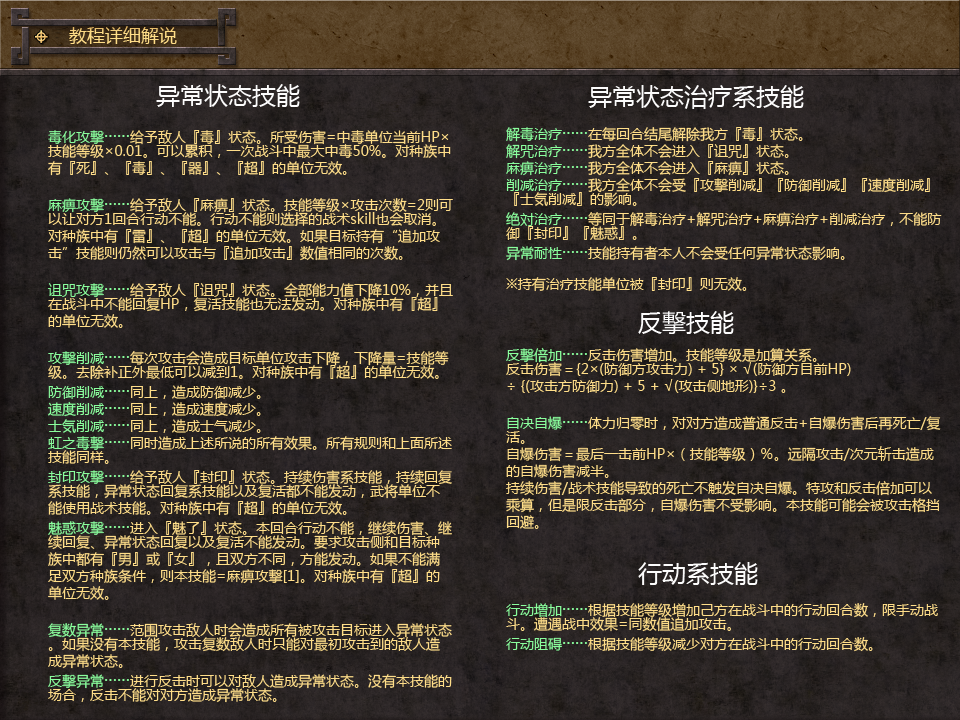 教程详细解说
异常状态技能
毒化攻撃……给予敌人『毒』状态。所受伤害=中毒单位当前HP×
技能等级×0.01。可以累积，一次战斗中最大中毒50%。对种族中
有『死』、『毒』、『器』、『超』的单位无效。
麻痹攻撃……给予敌人『麻痹』状态。技能等级×攻击次数=2则可
以让对方1回合行动不能。行动不能则选择的战术skill也会取消。
对种族中有『雷』、『超』的单位无效。如果目标持有“追加攻
击”技能则仍然可以攻击与『追加攻击』数值相同的次数。
诅咒攻撃……给予敌人『诅咒』状态。全部能力值下降10%，并且
在战斗中不能回复HP，复活技能也无法发动。对种族中有『超』
的单位无效。
攻撃削减……每次攻击会造成目标单位攻击下降，下降量=技能等
级。去除补正外最低可以减到1。对种族中有『超』的单位无效。
防御削减……同上，造成防御减少。
速度削减……同上，造成速度减少。
士気削减……同上，造成士气减少。
虹之毒撃……同时造成上述所说的所有效果。所有规则和上面所述
技能同样。
封印攻撃……给予敌人『封印』状态。持续伤害系技能，持续回复
系技能，异常状态回复系技能以及复活都不能发动，武将单位不
能使用战术技能。对种族中有『超』的单位无效。
魅惑攻撃……进入『魅了』状态。本回合行动不能，继续伤害、继
续回复、异常状态回复以及复活不能发动。要求攻击侧和目标种
族中都有『男』或『女』，且双方不同，方能发动。如果不能满
足双方种族条件，则本技能=麻痹攻撃[1]。对种族中有『超』的
单位无效。
复数异常……范围攻击敌人时会造成所有被攻击目标进入异常状态
。如果没有本技能，攻击复数敌人时只能对最初攻击到的敌人造
成异常状态。
反撃异常……进行反击时可以对敌人造成异常状态。没有本技能的
场合，反击不能对对方造成异常状态。
异常状态治疗系技能
解毒治疗……在每回合结尾解除我方『毒』状态。
解咒治疗……我方全体不会进入『诅咒』状态。
麻痹治疗……我方全体不会进入『麻痹』状态。
削减治疗……我方全体不会受『攻撃削减』『防御削减』『速度削减』
『士気削减』的影响。
绝对治疗……等同于解毒治疗+解咒治疗+麻痹治疗+削减治疗，不能防
御『封印』『魅惑』。
异常耐性……技能持有者本人不会受任何异常状态影响。
※持有治疗技能单位被『封印』则无效。
反撃技能
反撃倍加……反击伤害增加。技能等级是加算关系。
反击伤害={2×(防御方攻击力) + 5} × √(防御方目前HP)
÷ {(攻击方防御力) + 5 + √(攻击侧地形)}÷3 。
自决自爆……体力归零时，对对方造成普通反击+自爆伤害后再死亡/复
活。
自爆伤害=最后一击前HP×（技能等级）%。远隔攻击/次元斩击造成
的自爆伤害减半。
持续伤害/战术技能导致的死亡不触发自决自爆。特攻和反击倍加可以
乘算，但是限反击部分，自爆伤害不受影响。本技能可能会被攻击格挡
回避。
行动系技能
行动增加……根据技能等级增加己方在战斗中的行动回合数，限手动战
斗。遭遇战中效果=同数值追加攻击。
行动阻碍……根据技能等级减少对方在战斗中的行动回合数。